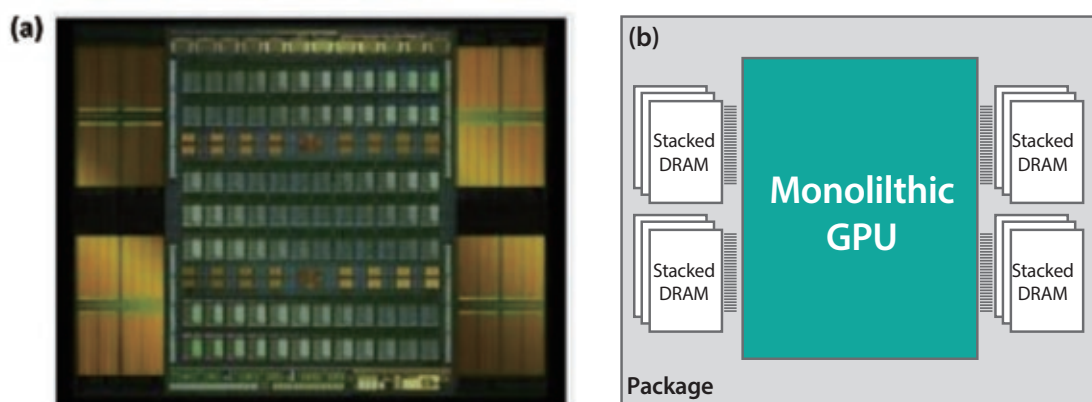 (a)
(b)
Stacked
DRAM
Stacked
DRAM
Monolilthic
GPU
Stacked
DRAM
Stacked
DRAM
Package